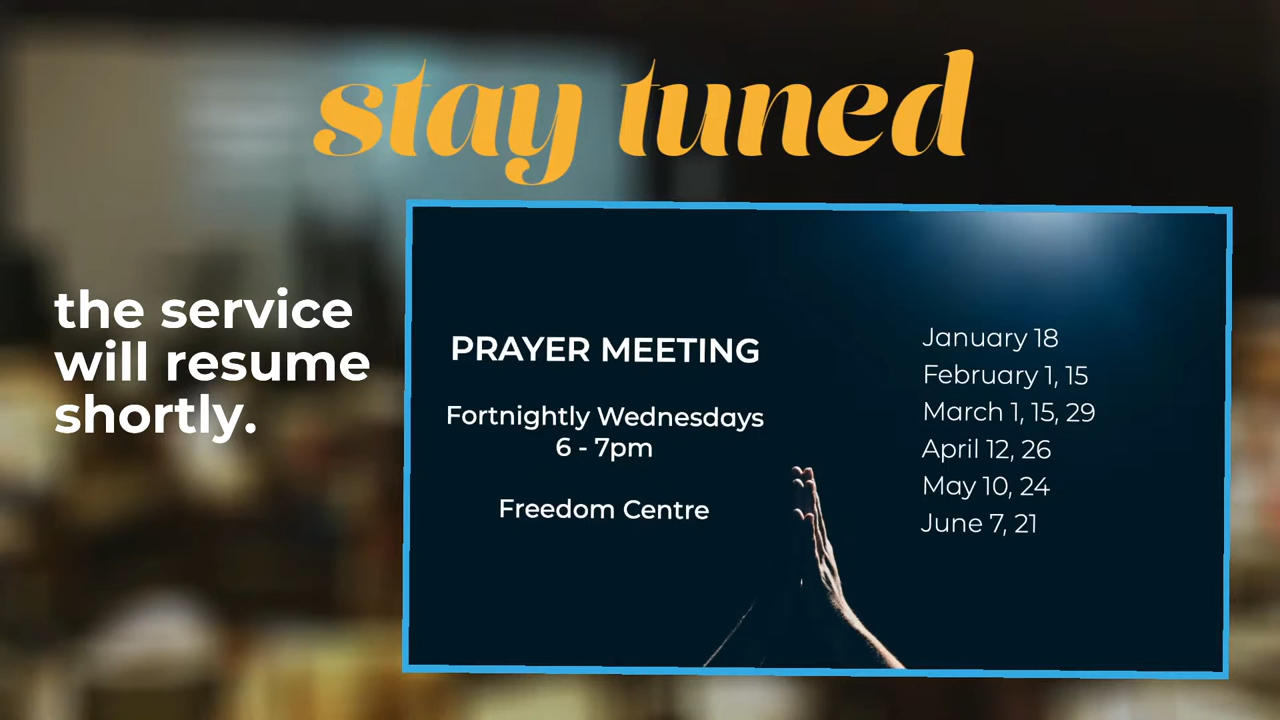 stay tuned
the service
will resume
shortly.
PRAYER MEETING
Fortnightly Wednesdays
6 - 7pm
Freedom Centre
January 18
February 1, 15
March 1, 15, 29
April 12, 26
May 10, 24
June 7, 21